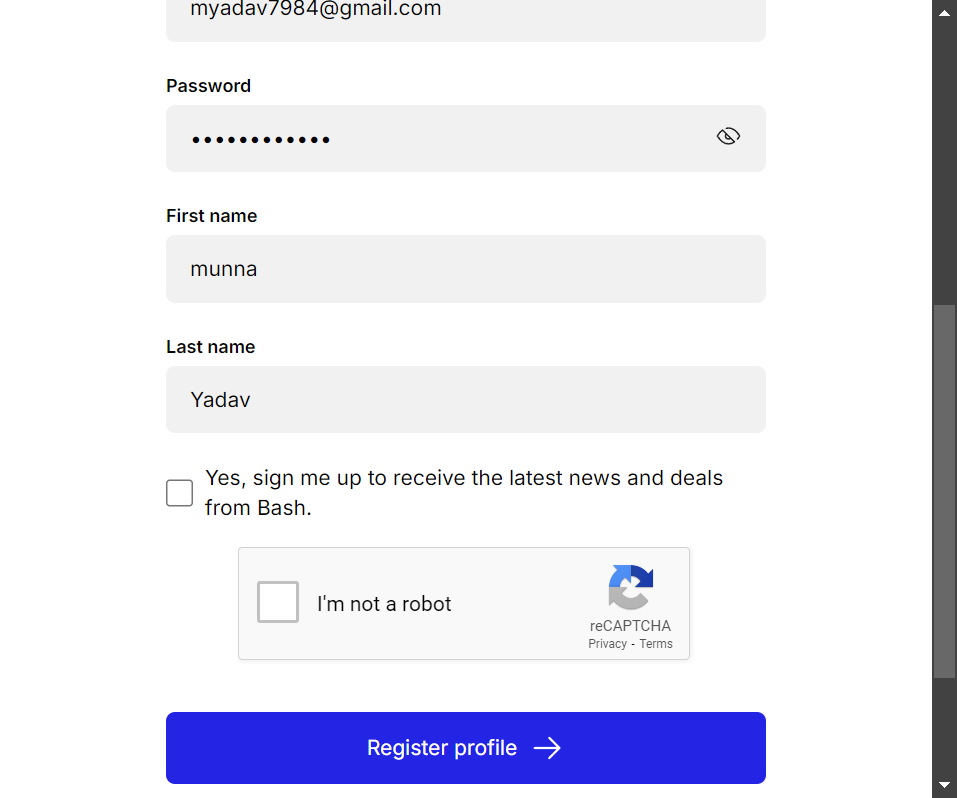 myadav7984@gmail.com
Password
••••••••••••
First name
munna
Last name
Yadav
Yes, sign me up to receive the latest news and deals
from Bash.
I'm not a robot
reCAPTCHA
Privacy - Terms
Register profile